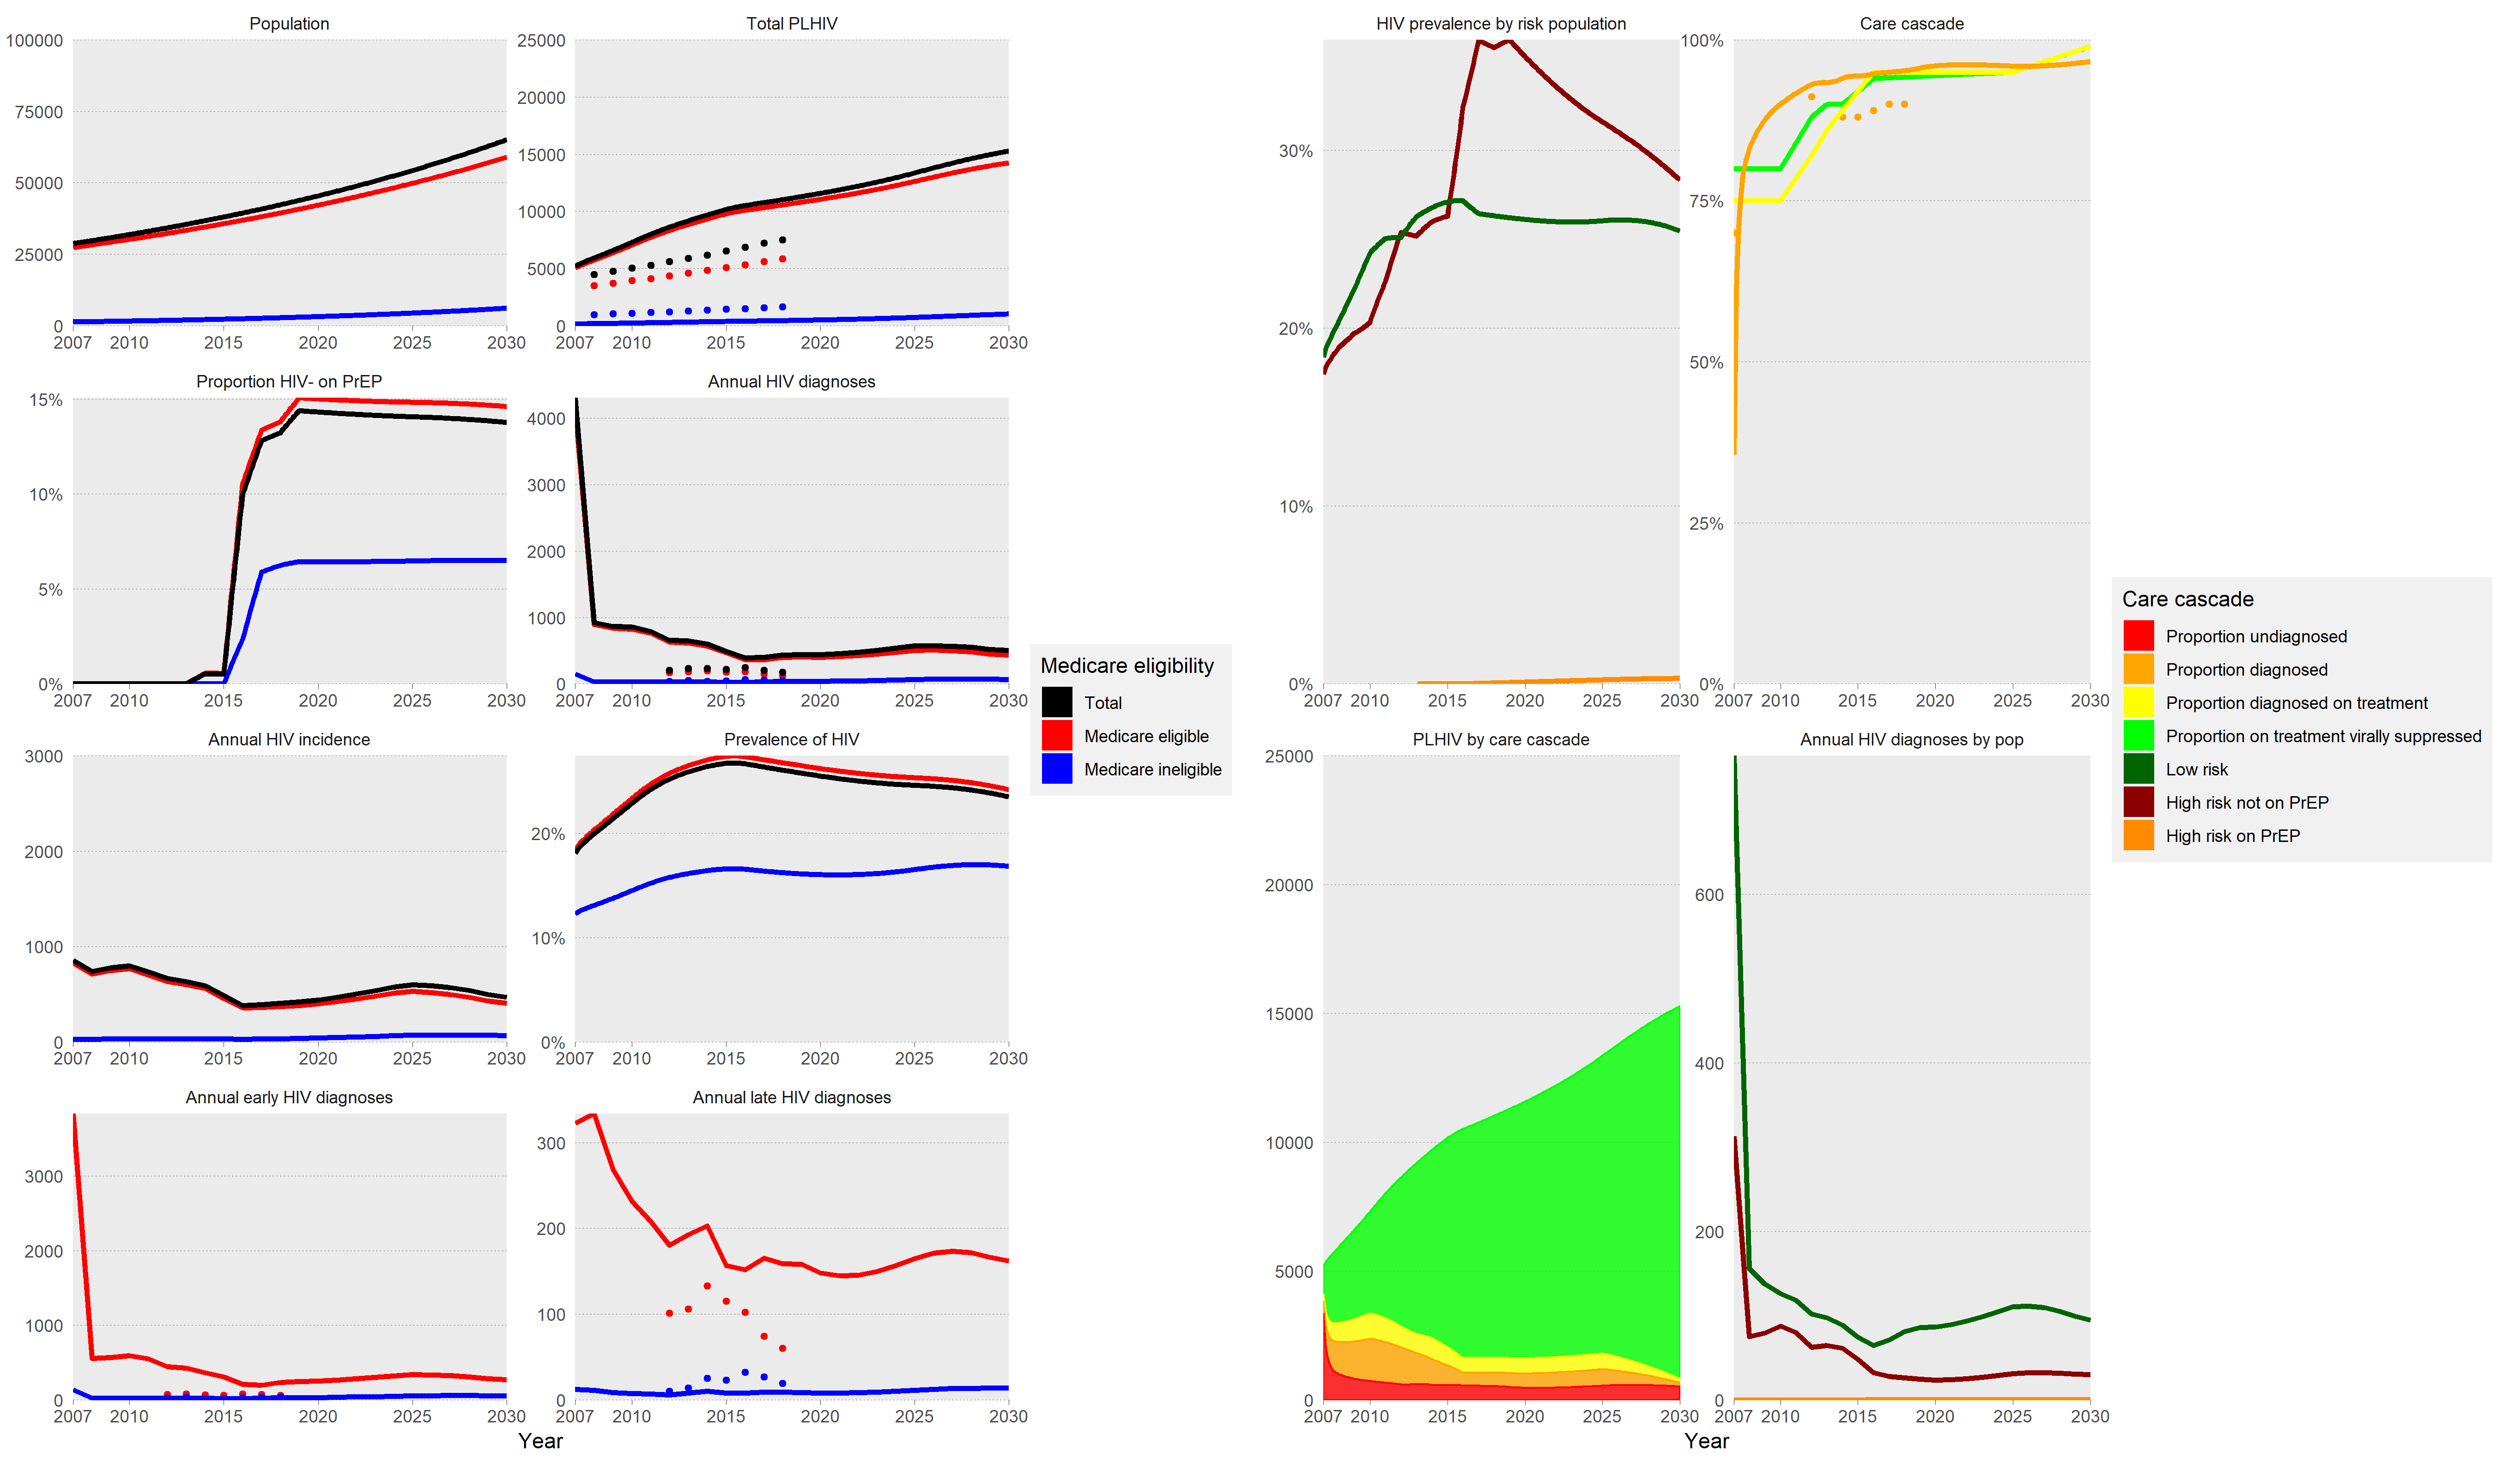 Population
100000
75000
50000
25000
0
2007 2010 2015 2020 2025 2030
Total PLHIV
25000
20000
15000
10000
5000
0
2007 2010 2015 2020 2025 2030
Proportion HIV- on PrEP
15%
10%
5%
0%
2007 2010 2015 2020 2025 2030
Annual HIV diagnoses
4000
3000
2000
1000
0
2007 2010 2015 2020 2025 2030
Annual HIV incidence
3000
2000
1000
0
2007 2010 2015 2020 2025 2030
Prevalence of HIV
20%
10%
0%
2007 2010 2015 2020 2025 2030
Annual early HIV diagnoses
3000
2000
1000
0
2007 2010 2015 2020 2025 2030
Annual late HIV diagnoses
300
200
100
0
2007 2010 2015 2020 2025 2030
Year
Medicare eligibility
Total
Medicare eligible
Medicare ineligible
HIV prevalence by risk population
30%
20%
10%
0%
2007 2010 2015 2020 2025 2030
Care cascade
100%
75%
50%
25%
0%
2007 2010 2015 2020 2025 2030
PLHIV by care cascade
25000
20000
15000
10000
5000
0
2007 2010 2015 2020 2025 2030
Annual HIV diagnoses by pop
600
400
200
0
2007 2010 2015 2020 2025 2030
Year
Care cascade
Proportion undiagnosed
Proportion diagnosed
Proportion diagnosed on treatment
Proportion on treatment virally suppressed
Low risk
High risk not on PrEP
High risk on PrEP